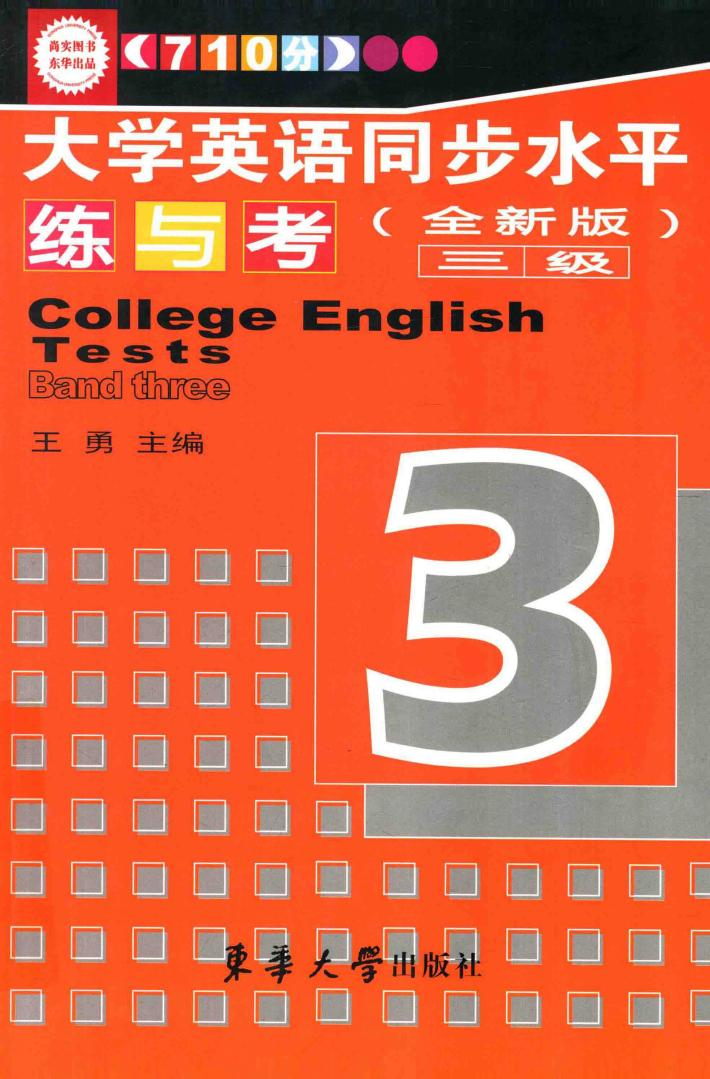 尚实图书
东华出品
《710分》
大学英语同步水平
练与考（全新版）
三级
College English
Tests
Band three
王勇 主编
3
東華大學出版社